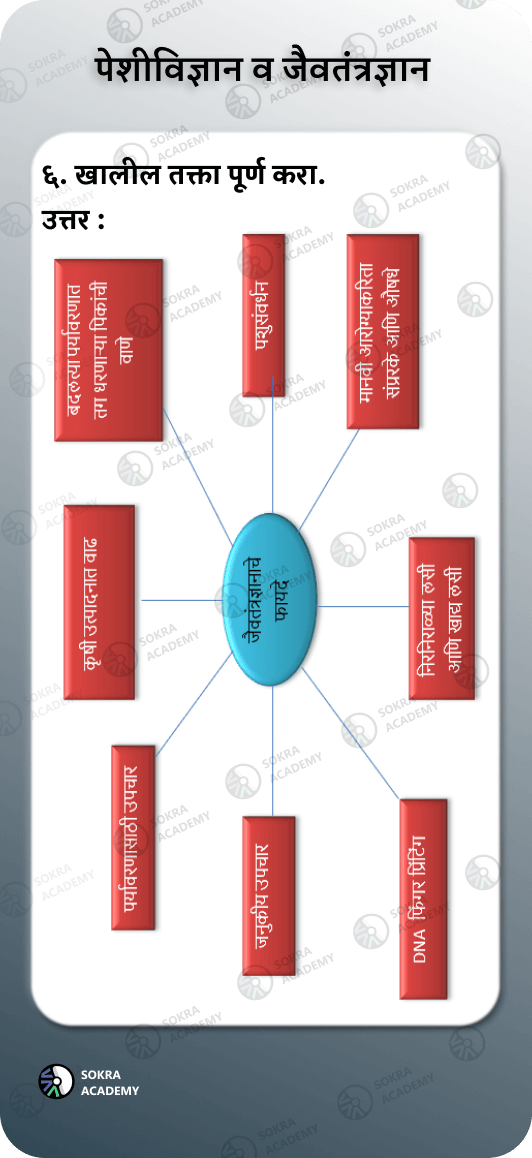 पेशीविज्ञान व जैवतंत्रज्ञान
६. खालील तक्ता पूर्ण करा.
उत्तर :
बदलत्या पर्यावरणात
तग धरणाऱ्या पिकांची
वाणे
पशुसंवर्धन
मानवी आरोग्याकरिता
संप्रेरके आणि औषधे
कृषी उत्पादनात वाढ
जैवतंत्रज्ञानाचे
फायदे
निरनिराळ्या लसी
आणि खाद्य लसी
पर्यावरणासाठी उपचार
जनुकीय उपचार
DNA फिंगर प्रिंटिंग
SOKRA
ACADEMY